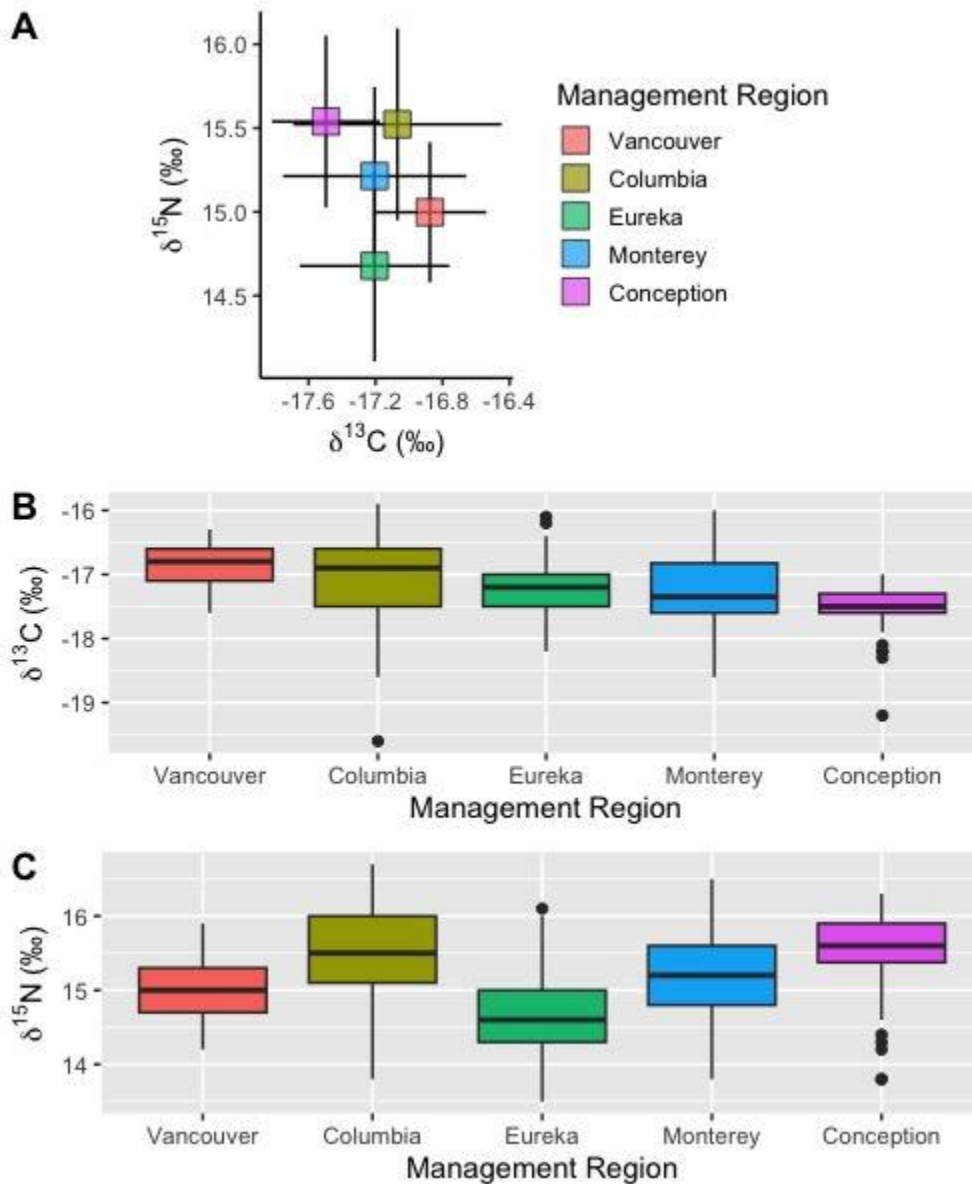 A
16.0
15.5
15.0
14.5
δ15N (‰)
-17.6 -17.2 -16.8 -16.4
δ13C (‰)
Management Region
Vancouver
Columbia
Eureka
Monterey
Conception
B
-16
-17
-18
-19
δ13C (‰)
Vancouver Columbia Eureka Monterey Conception
Management Region
C
16
15
14
δ15N (‰)
Vancouver Columbia Eureka Monterey Conception
Management Region